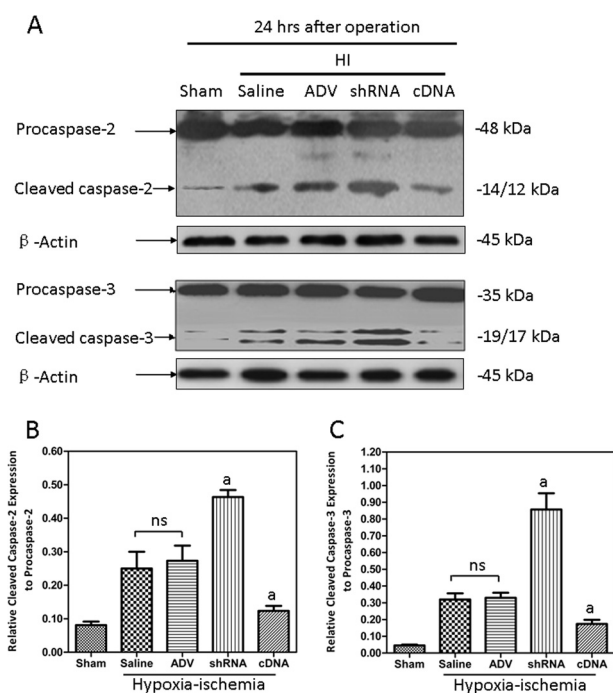 A
24 hrs after operation
HI
Sham Saline ADV shRNA cDNA
Procaspase-2 -48 kDa
Cleaved caspase-2 -14/12 kDa
β-Actin -45 kDa
Procaspase-3 -35 kDa
Cleaved caspase-3 -19/17 kDa
β-Actin -45 kDa
B
Relative Cleaved Caspase-2 Expression
to Procaspase-2
0.60
0.50
0.40
0.30
0.20
0.10
0.00
ns
a
a
Sham Saline ADV shRNA cDNA
Hypoxia-ischemia
C
Relative Cleaved Caspase-3 Expression
to Procaspase-3
1.20
1.10
1.00
0.90
0.80
0.70
0.60
0.50
0.40
0.30
0.20
0.10
0.00
ns
a
a
Sham Saline ADV shRNA cDNA
Hypoxia-ischemia